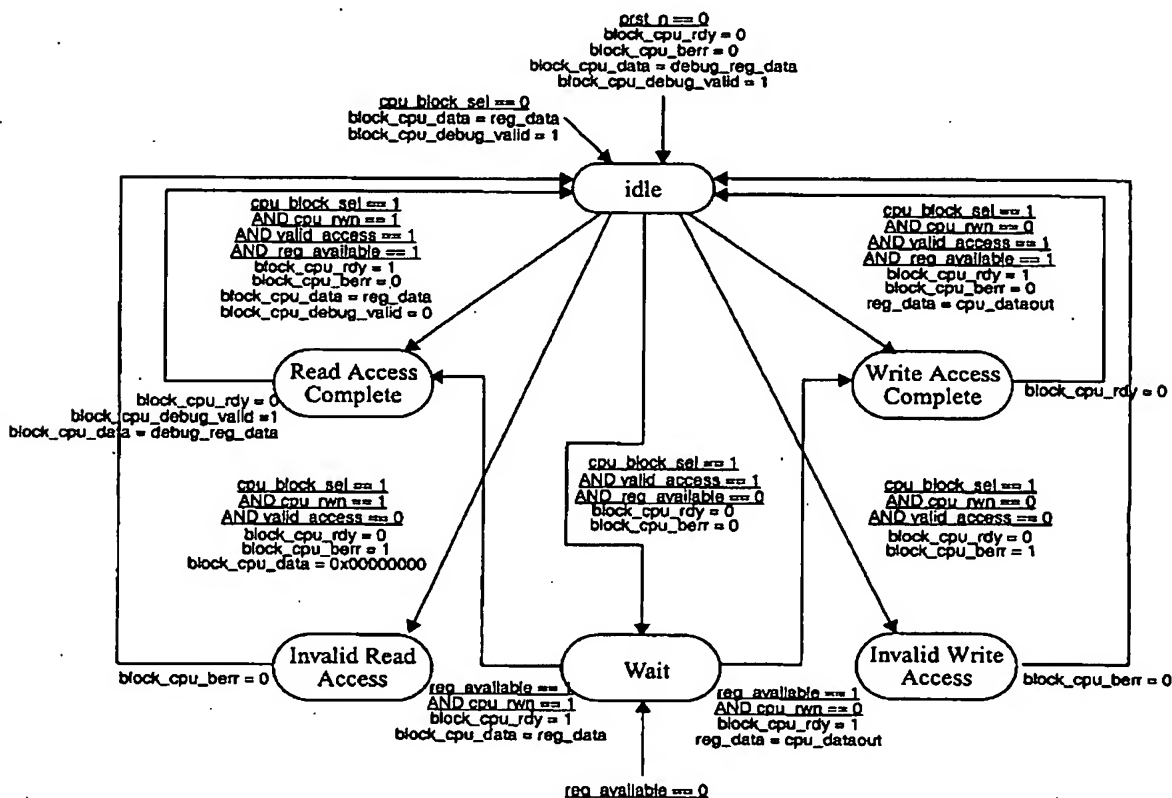 prst_n == 0
block_cpu_rdy = 0
block_cpu_berr = 0
block_cpu_data = debug_reg_data
block_cpu_debug_valid = 1
cpu_block_sel == 0
block_cpu_data = reg_data
block_cpu_debug_valid = 1
idle
cpu_block_sel == 1
AND cpu_rwn == 1
AND valid_access == 1
AND reg_available == 1
block_cpu_rdy = 1
block_cpu_berr = 0
block_cpu_data = reg_data
block_cpu_debug_valid = 0
cpu_block_sel == 1
AND cpu_rwn == 0
AND valid_access == 1
AND reg_available == 1
block_cpu_rdy = 1
block_cpu_berr = 0
reg_data = cpu_dataout
Read Access
Complete
block_cpu_rdy = 0
block_cpu_debug_valid = 1
block_cpu_data = debug_reg_data
Write Access
Complete
block_cpu_rdy = 0
cpu_block_sel == 1
AND cpu_rwn == 1
AND valid_access == 0
block_cpu_rdy = 0
block_cpu_berr = 1
block_cpu_data = 0x00000000
cpu_block_sel == 1
AND valid_access == 1
AND reg_available == 0
block_cpu_rdy = 0
block_cpu_berr = 0
cpu_block_sel == 1
AND cpu_rwn == 0
AND valid_access == 0
block_cpu_rdy = 0
block_cpu_berr = 1
Invalid Read
Access
block_cpu_berr = 0
Wait
Invalid Write
Access
block_cpu_berr = 0
reg_available == 1
AND cpu_rwn == 1
block_cpu_rdy = 1
block_cpu_data = reg_data
reg_available == 1
AND cpu_rwn == 0
block_cpu_rdy = 1
reg_data = cpu_dataout
reg_available == 0